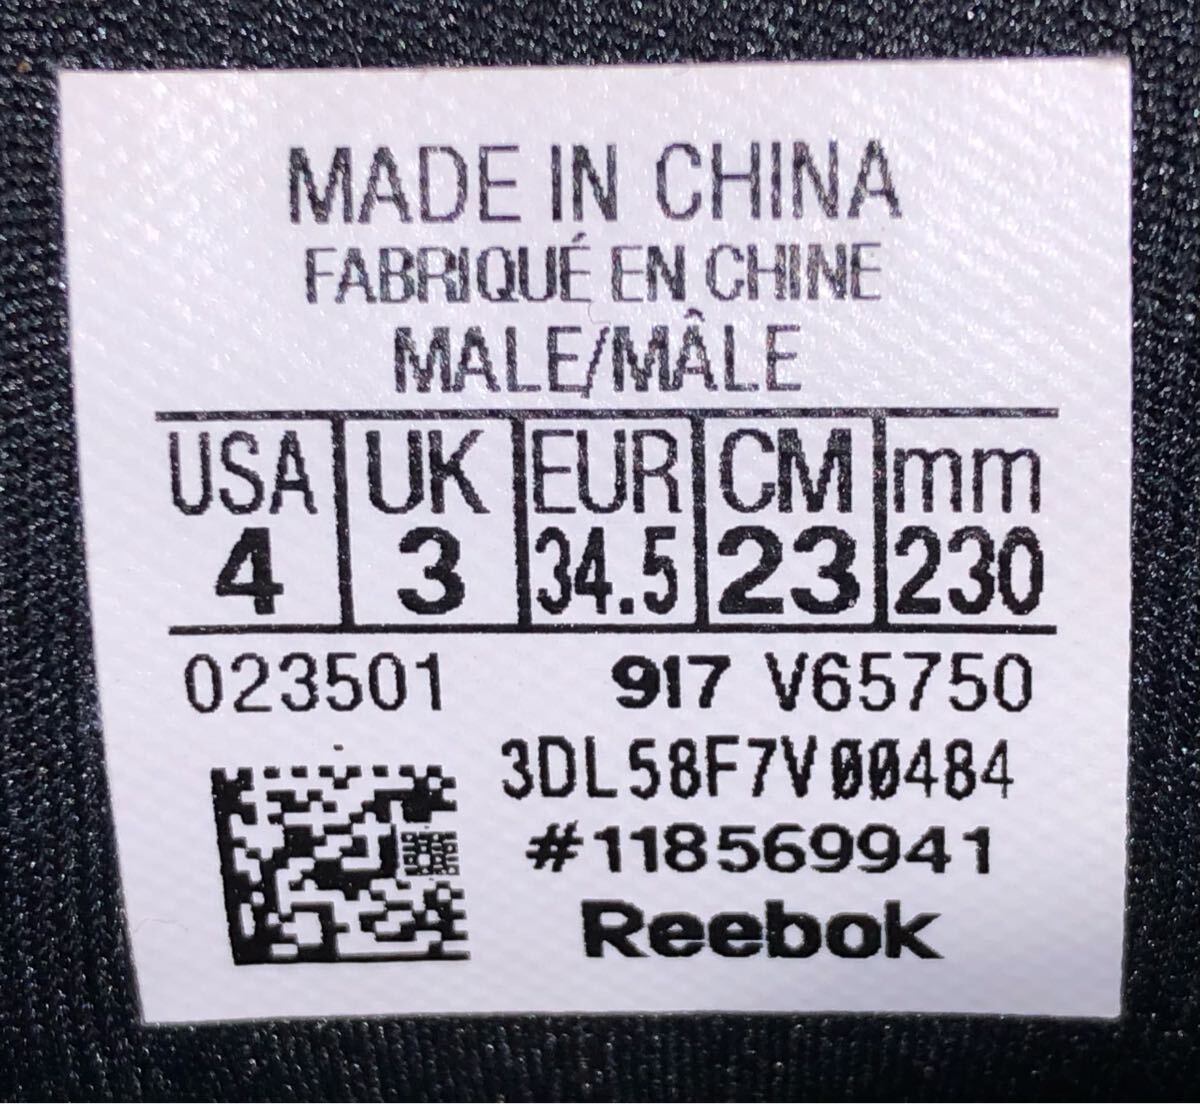 MADE IN CHINA
FABRIQUÉ EN CHINE
MALE/MÂLE
USA UK EUR CM mm
4 3 34.5 23 230
023501 917 V65750
3DL58F7V00484
#118569941
Reebok